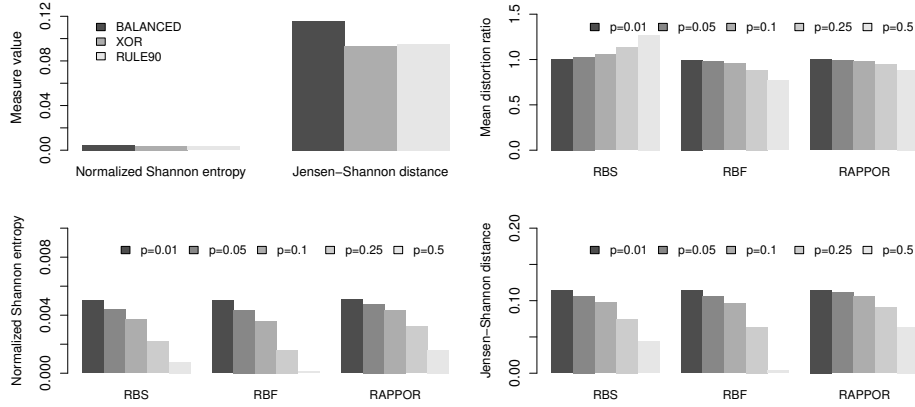 Measure value
0.12
0.08
0.04
0.00
BALANCED
XOR
RULE90
Normalized Shannon entropy
Jensen−Shannon distance
Mean distortion ratio
1.5
1.0
0.5
0.0
p=0.01 p=0.05 p=0.1 p=0.25 p=0.5
RBS RBF RAPPOR
Normalized Shannon entropy
0.008
0.004
0.000
p=0.01 p=0.05 p=0.1 p=0.25 p=0.5
RBS RBF RAPPOR
Jensen−Shannon distance
0.20
0.10
0.00
p=0.01 p=0.05 p=0.1 p=0.25 p=0.5
RBS RBF RAPPOR